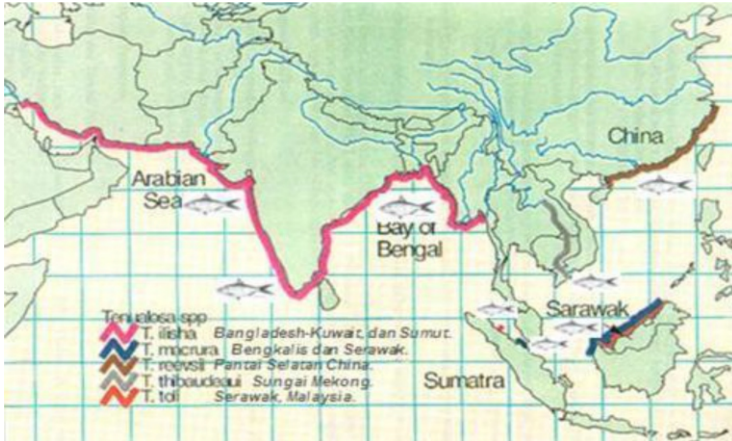 China
Arabian
Sea
Bay of
Bengal
Sarawak
Sumatra
Tenualosa spp
T. ilisha Bangladesh-Kuwait, dan Sumut.
T. macrura Bengkalis dan Serawak.
T. reevsii Pantai Selatan China.
T. thibaudeaui Sungai Mekong.
T. toli Serawak, Malaysia.